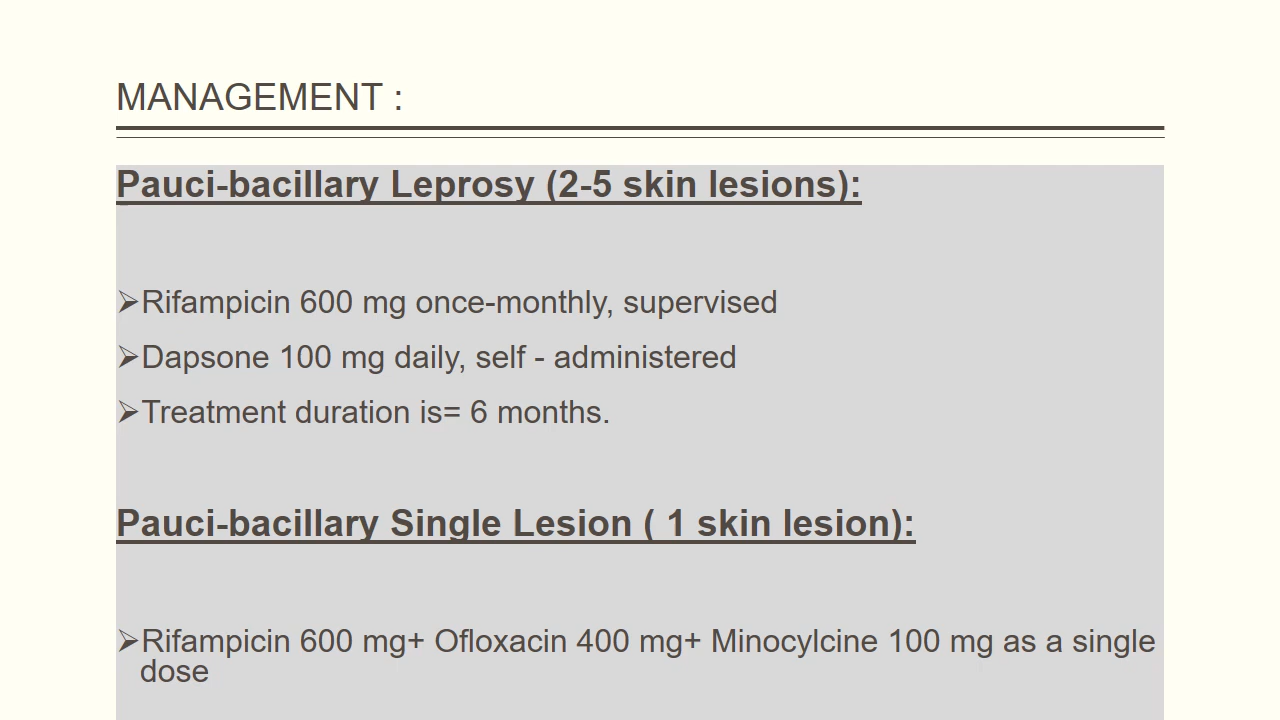 MANAGEMENT :
Pauci-bacillary Leprosy (2-5 skin lesions):
➢Rifampicin 600 mg once-monthly, supervised
➢Dapsone 100 mg daily, self - administered
➢Treatment duration is= 6 months.
Pauci-bacillary Single Lesion ( 1 skin lesion):
➢Rifampicin 600 mg+ Ofloxacin 400 mg+ Minocylcine 100 mg as a single
dose